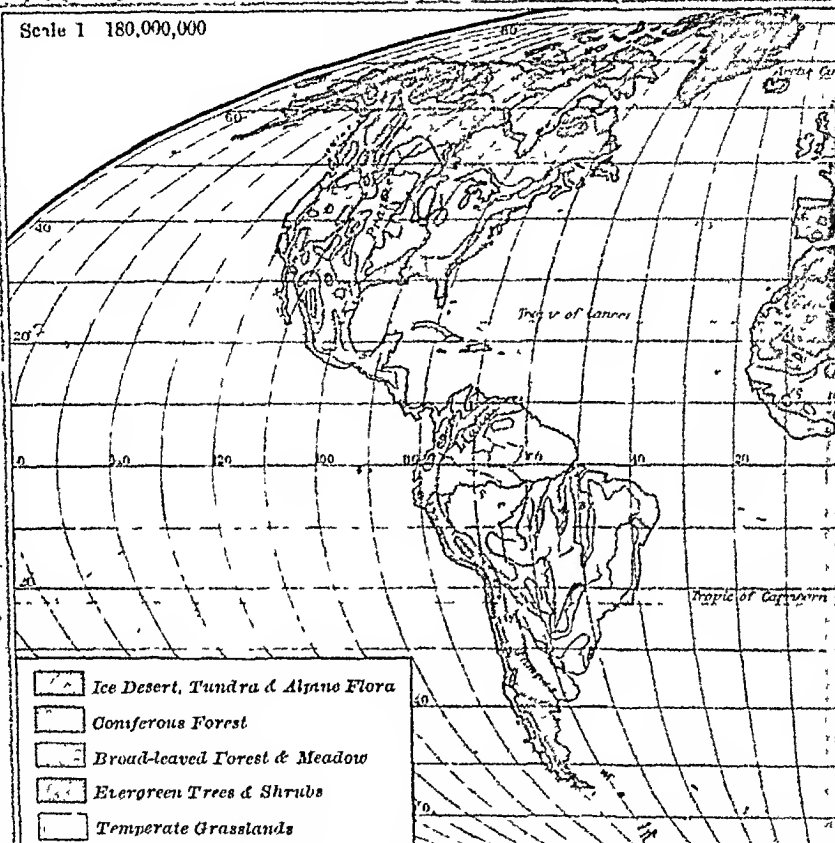 Scale 1 180,000,000
80
Arctic
60
40
Prairies
Tropic of Cancer
20
120
100
60
40
20
20
Tropic of Capricorn
40
Ice Desert, Tundra & Alpine Flora
Coniferous Forest
Broad-leaved Forest & Meadow
Evergreen Trees & Shrubs
Temperate Grasslands